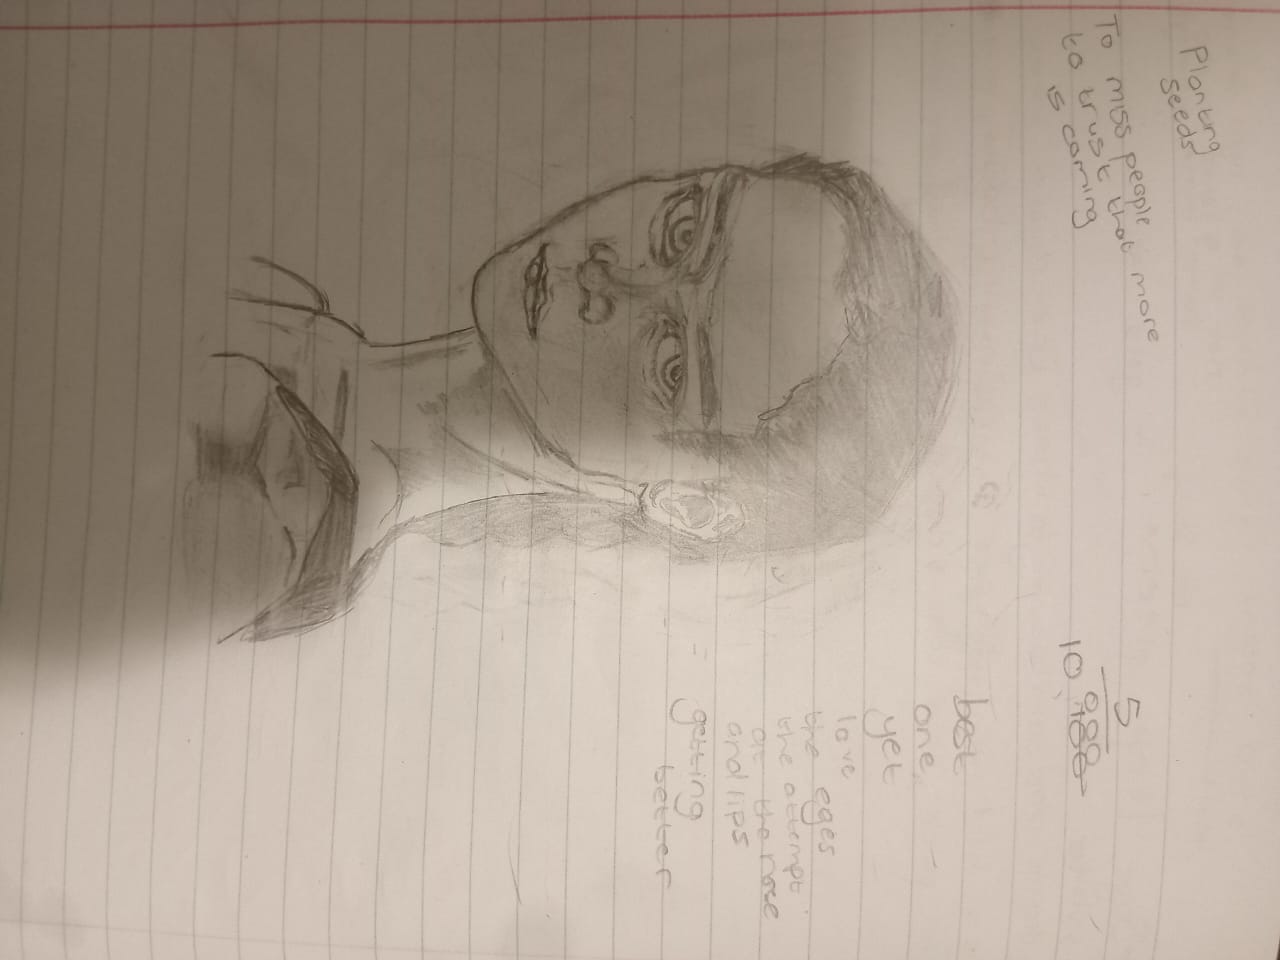 Planting
seeds
To miss people
to trust that more
is coming
5
10 988
best
one
yet
love
the eyes
the attempt
at the nose
and lips
= getting
better